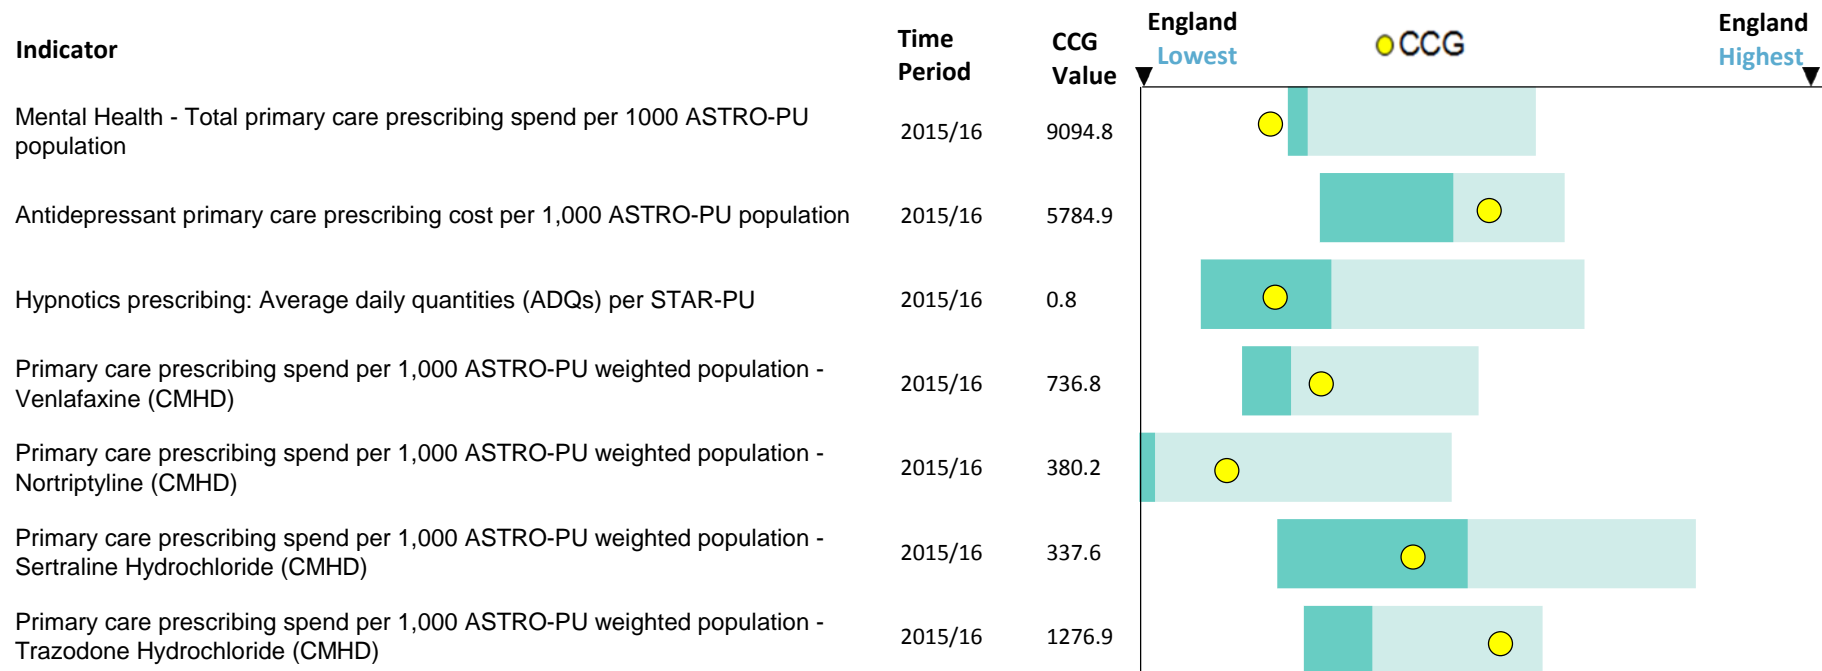 Indicator
Time
Period
CCG
Value
England
Lowest
CCG
England
Highest
Mental Health - Total primary care prescribing spend per 1000 ASTRO-PU
population
2015/16
9094.8
Antidepressant primary care prescribing cost per 1,000 ASTRO-PU population
2015/16
5784.9
Hypnotics prescribing: Average daily quantities (ADQs) per STAR-PU
2015/16
0.8
Primary care prescribing spend per 1,000 ASTRO-PU weighted population -
Venlafaxine (CMHD)
2015/16
736.8
Primary care prescribing spend per 1,000 ASTRO-PU weighted population -
Nortriptyline (CMHD)
2015/16
380.2
Primary care prescribing spend per 1,000 ASTRO-PU weighted population -
Sertraline Hydrochloride (CMHD)
2015/16
337.6
Primary care prescribing spend per 1,000 ASTRO-PU weighted population -
Trazodone Hydrochloride (CMHD)
2015/16
1276.9